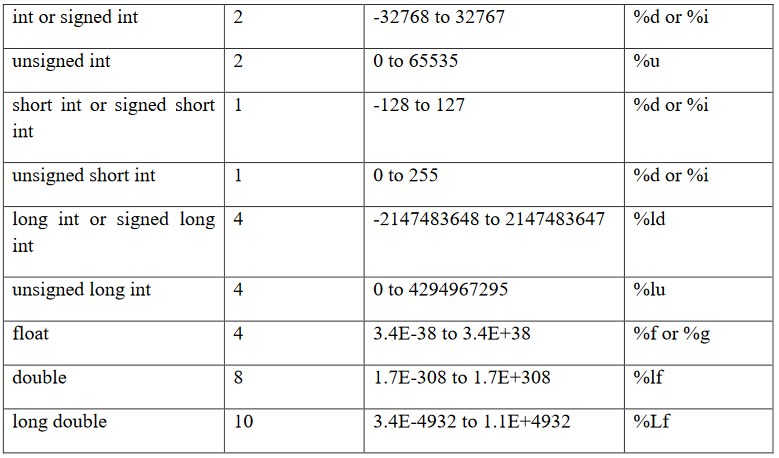 int or signed int 2 -32768 to 32767 %d or %i
unsigned int 2 0 to 65535 %u
short int or signed short 1 -128 to 127 %d or %i
int
unsigned short int 1 0 to 255 %d or %i
long int or signed long 4 -2147483648 to 2147483647 %ld
int
unsigned long int 4 0 to 4294967295 %lu
float 4 3.4E-38 to 3.4E+38 %f or %g
double 8 1.7E-308 to 1.7E+308 %lf
long double 10 3.4E-4932 to 1.1E+4932 %Lf